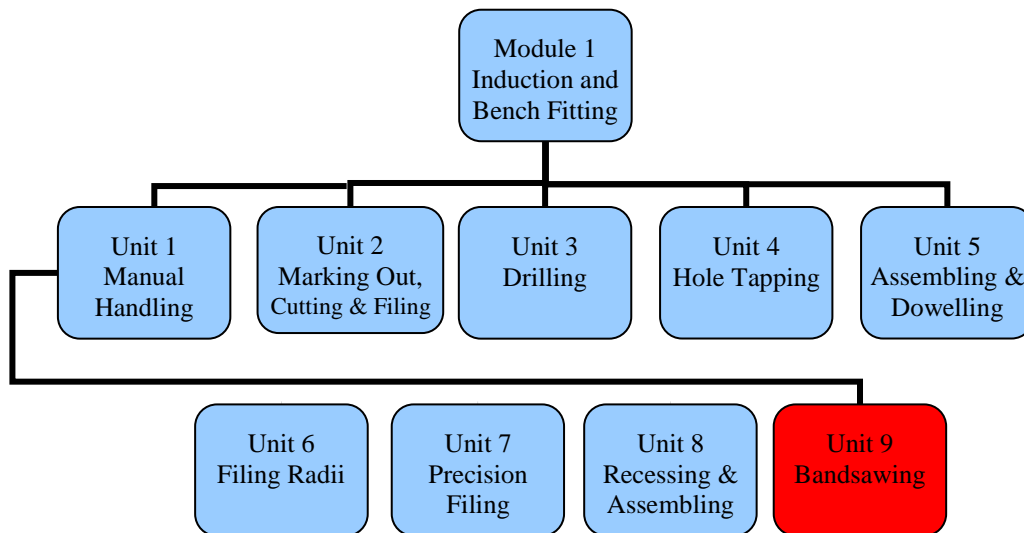 Module 1
Induction and
Bench Fitting
Unit 1
Manual
Handling
Unit 2
Marking Out,
Cutting & Filing
Unit 3
Drilling
Unit 4
Hole Tapping
Unit 5
Assembling &
Dowelling
Unit 6
Filing Radii
Unit 7
Precision
Filing
Unit 8
Recessing &
Assembling
Unit 9
Bandsawing